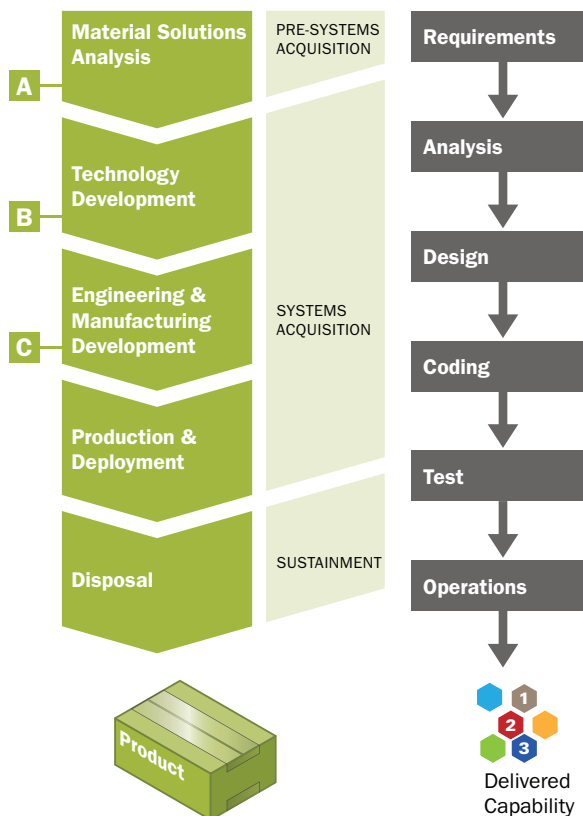 Material Solutions
Analysis
A
Technology
Development
B
Engineering &
Manufacturing
Development
C
Production &
Deployment
Disposal
Product
PRE-SYSTEMS
ACQUISITION
SYSTEMS
ACQUISITION
SUSTAINMENT
Requirements
Analysis
Design
Coding
Test
Operations
1
2
3
Delivered
Capability